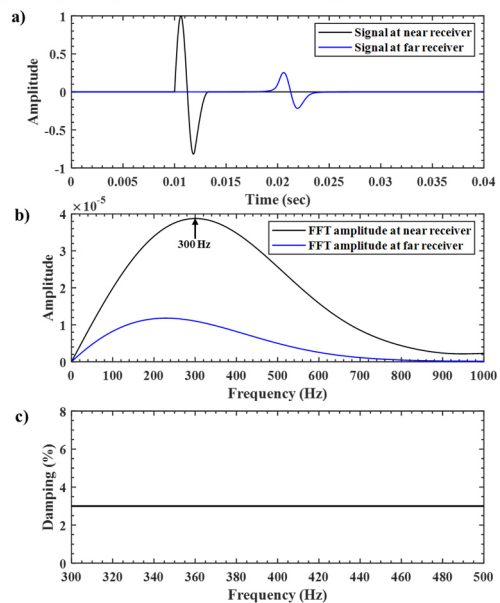 a)
1
0.5
0
-0.5
-1
Amplitude
Signal at near receiver
Signal at far receiver
0 0.005 0.01 0.015 0.02 0.025 0.03 0.035 0.04
Time (sec)
b)
×10⁻⁵
4
3
2
1
0
Amplitude
300 Hz
FFT amplitude at near receiver
FFT amplitude at far receiver
0 100 200 300 400 500 600 700 800 900 1000
Frequency (Hz)
c)
8
6
4
2
0
Damping (%)
300 320 340 360 380 400 420 440 460 480 500
Frequency (Hz)